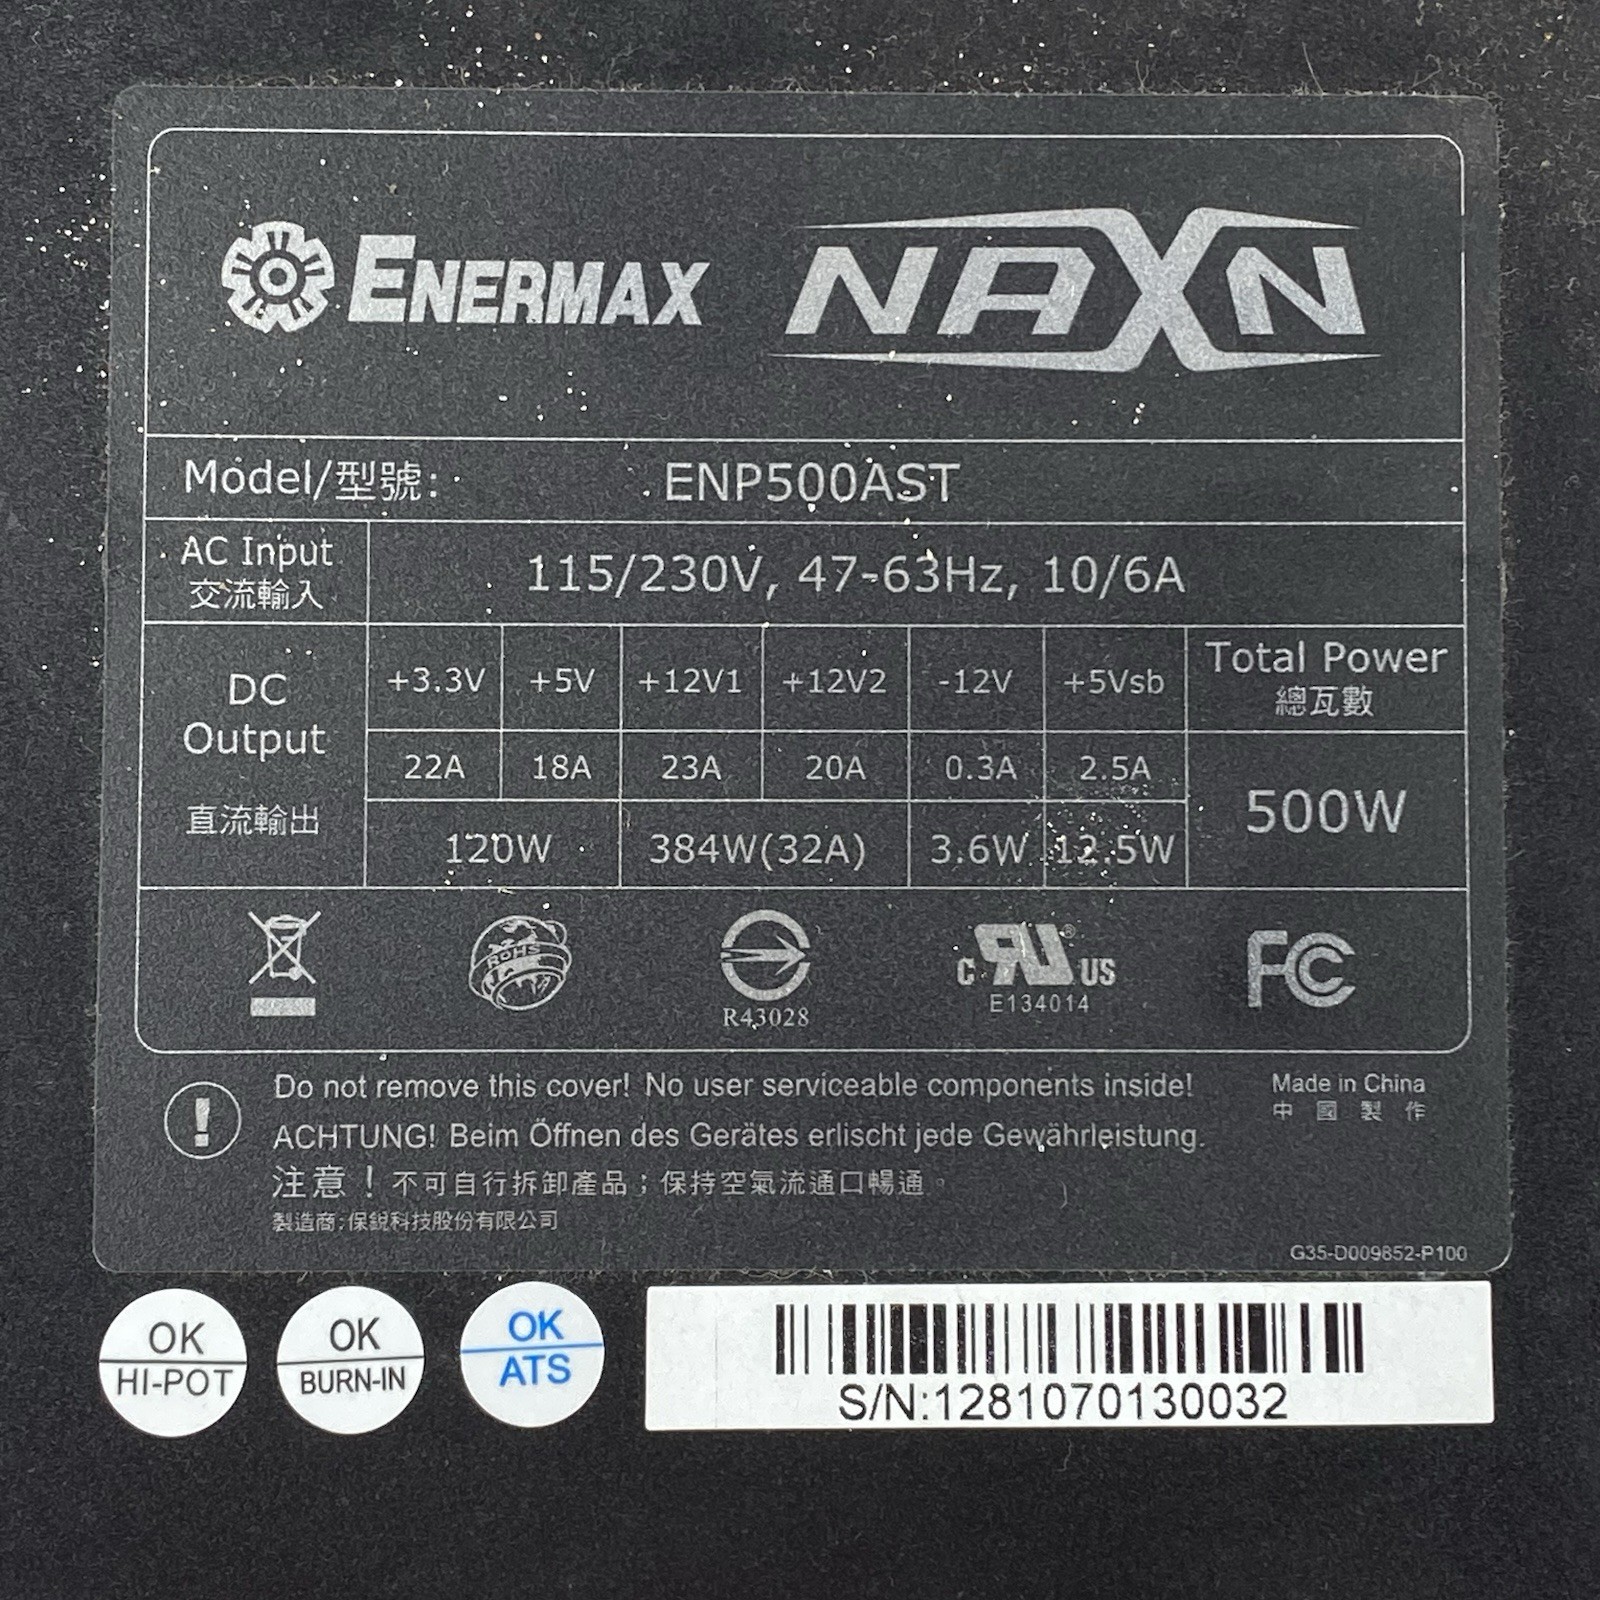 ENERMAX NAXN
Model/型號: ENP500AST
AC Input
交流輸入
115/230V, 47-63Hz, 10/6A
DC
Output
直流輸出
+3.3V +5V +12V1 +12V2 -12V +5Vsb
Total Power
總瓦數
22A 18A 23A 20A 0.3A 2.5A
500W
120W 384W(32A) 3.6W 12.5W
ROHS
R43028
c RU ® US
E134014
FC
Do not remove this cover! No user serviceable components inside!
ACHTUNG! Beim Öffnen des Gerätes erlischt jede Gewährleistung.
注意！不可自行拆卸產品；保持空氣流通口暢通。
製造商:保銳科技股份有限公司
Made in China
中國製作
G35-D009852-P100
OK
HI-POT
OK
BURN-IN
OK
ATS
S/N:1281070130032